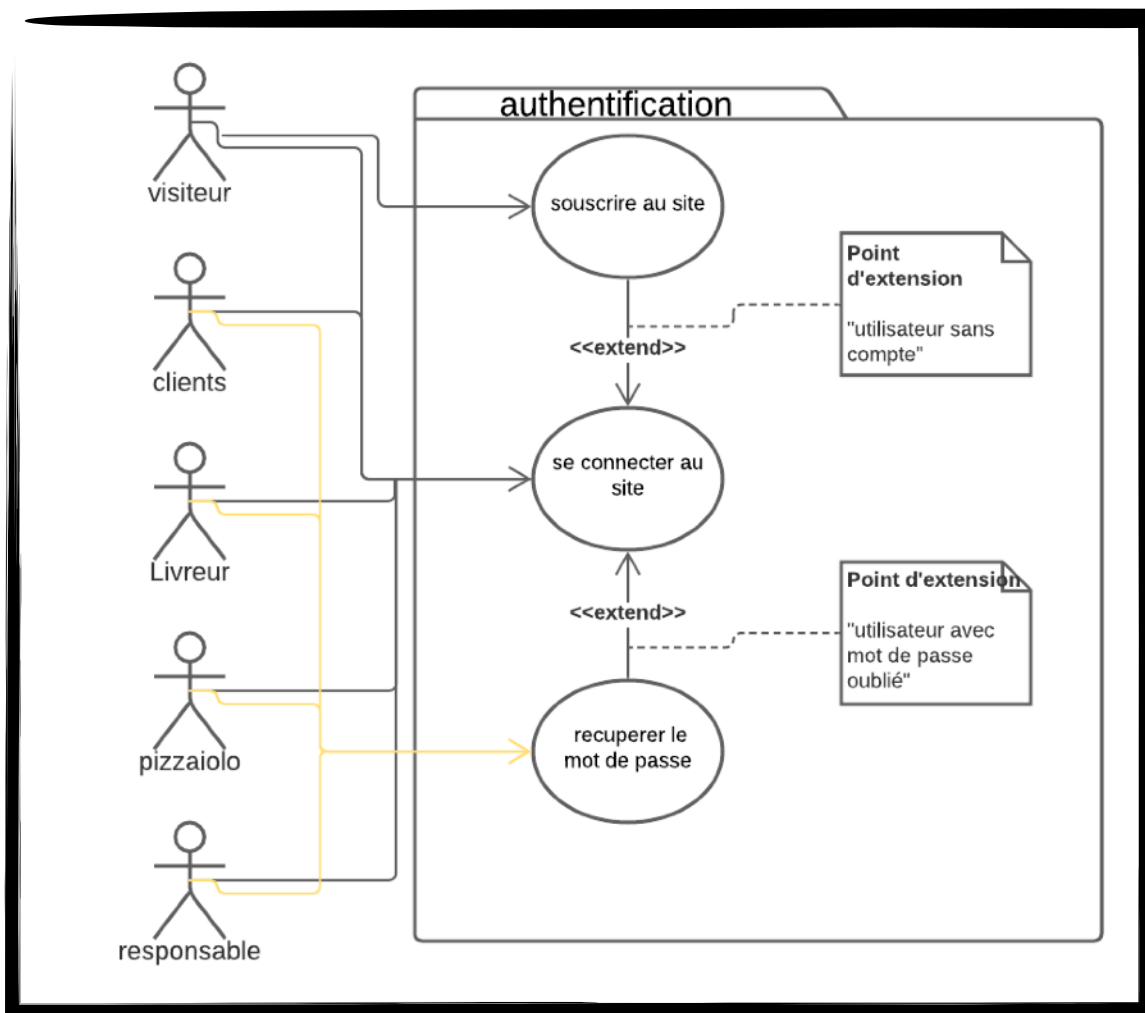 authentification
visiteur
souscrire au site
Point
d'extension
"utilisateur sans
compte"
<<extend>>
clients
se connecter au
site
Livreur
Point d'extension
"utilisateur avec
mot de passe
oublié"
<<extend>>
recuperer le
mot de passe
pizzaiolo
responsable